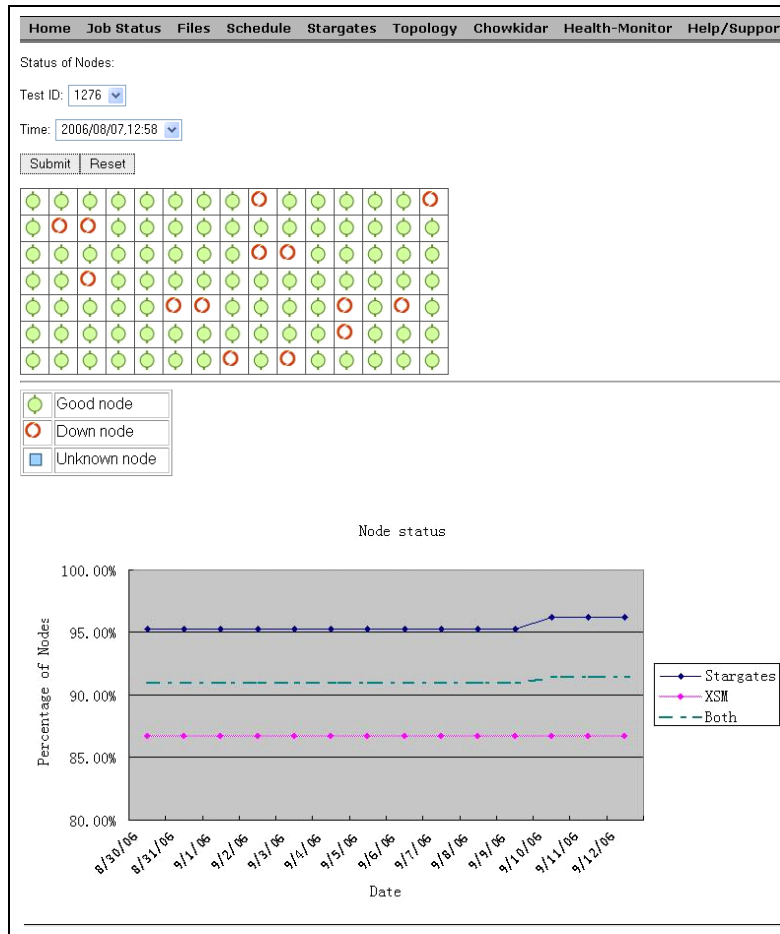 Home Job Status Files Schedule Stargates Topology Chowkidar Health-Monitor Help/Suppor
Status of Nodes:
Test ID: 1276
Time: 2006/08/07,12:58
Submit Reset
Good node
Down node
Unknown node
Node status
100.00%
95.00%
90.00%
85.00%
80.00%
Percentage of Nodes
8/30/06 8/31/06 9/1/06 9/2/06 9/3/06 9/4/06 9/5/06 9/6/06 9/7/06 9/8/06 9/9/06 9/10/06 9/11/06 9/12/06
Date
Stargates
XSM
Both